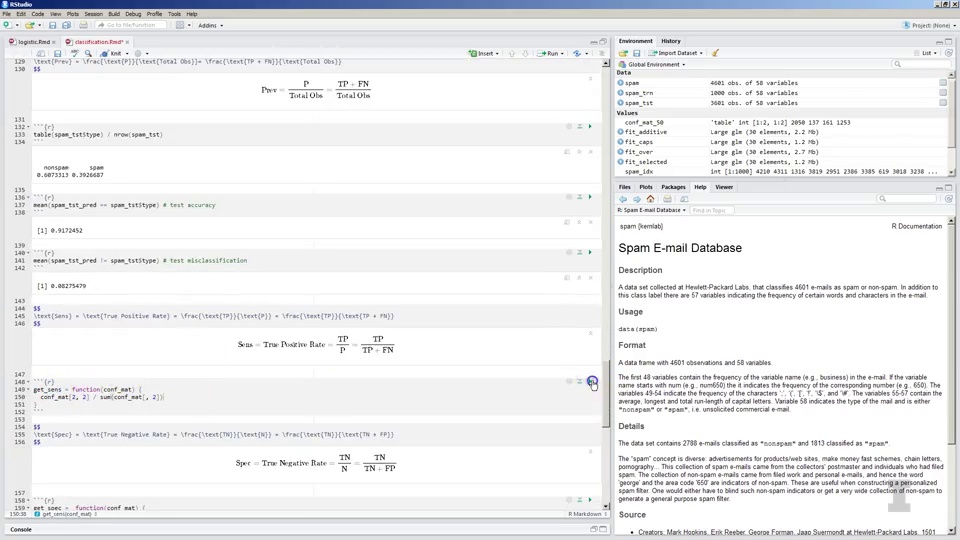 RStudio
File Edit Code View Plots Session Build Debug Profile Tools Help
Go to file/function
Addins
Project: (None)
logistic.Rmd
classification.Rmd*
Knit
Insert
Run
129 \text{Prev} = \frac{\text{P}}{\text{Total Obs}}= \frac{\text{TP + FN}}{\text{Total Obs}}
130 $$
Prev = P / Total Obs = TP + FN / Total Obs
131
132 ```{r}
133 table(spam_tst$type) / nrow(spam_tst)
134 ```
nonspam spam
0.6073313 0.3926687
135
136 ```{r}
137 mean(spam_tst_pred == spam_tst$type) # test accuracy
138 ```
[1] 0.9172452
139
140 ```{r}
141 mean(spam_tst_pred != spam_tst$type) # test misclassification
142 ```
[1] 0.08275479
143
144 $$
145 \text{Sens} = \text{True Positive Rate} = \frac{\text{TP}}{\text{P}} = \frac{\text{TP}}{\text{TP + FN}}
146 $$
Sens = True Positive Rate = TP / P = TP / TP + FN
147
148 ```{r}
149 get_sens = function(conf_mat) {
150 conf_mat[2, 2] / sum(conf_mat[, 2])
151 }
152 ```
153
154 $$
155 \text{Spec} = \text{True Negative Rate} = \frac{\text{TN}}{\text{N}} = \frac{\text{TN}}{\text{TN + FP}}
156 $$
Spec = True Negative Rate = TN / N = TN / TN + FP
157
158 ```{r}
159 get_spec = function(conf_mat) {
150:38 get_sens(conf_mat)
R Markdown
Console
Environment History
Import Dataset
List
Global Environment
Data
spam 4601 obs. of 58 variables
spam_trn 1000 obs. of 58 variables
spam_tst 3601 obs. of 58 variables
Values
conf_mat_50 'table' int [1:2, 1:2] 2050 137 161 1253
fit_additive Large glm (30 elements, 2.2 Mb)
fit_caps Large glm (30 elements, 1.2 Mb)
fit_over Large glm (30 elements, 2.7 Mb)
fit_selected Large glm (30 elements, 1.2 Mb)
spam_idx int [1:1000] 4210 4311 1316 3819 2951 2386 3385 619 3018 3238 ...
Files Plots Packages Help Viewer
R: Spam E-mail Database
Find in Topic
spam {kernlab}
R Documentation
Spam E-mail Database
Description
A data set collected at Hewlett-Packard Labs, that classifies 4601 e-mails as spam or non-spam. In addition to
this class label there are 57 variables indicating the frequency of certain words and characters in the e-mail.
Usage
data(spam)
Format
A data frame with 4601 observations and 58 variables.
The first 48 variables contain the frequency of the variable name (e.g., business) in the e-mail. If the variable
name starts with num (e.g., num650) the it indicates the frequency of the corresponding number (e.g., 650). The
variables 49-54 indicate the frequency of the characters ';', '(', '[', '!', '\$', and '\#'. The variables 55-57 contain the
average, longest and total run-length of capital letters. Variable 58 indicates the type of the mail and is either
"nonspam" or "spam", i.e. unsolicited commercial e-mail.
Details
The data set contains 2788 e-mails classified as "nonspam" and 1813 classified as "spam".
The "spam" concept is diverse: advertisements for products/web sites, make money fast schemes, chain letters,
pornography... This collection of spam e-mails came from the collectors' postmaster and individuals who had filed
spam. The collection of non-spam e-mails came from filed work and personal e-mails, and hence the word
'george' and the area code '650' are indicators of non-spam. These are useful when constructing a personalized
spam filter. One would either have to blind such non-spam indicators or get a very wide collection of non-spam to
generate a general purpose spam filter.
Source
Creators: Mark Hopkins, Erik Reeber, George Forman, Jaap Suermondt at Hewlett-Packard Labs, 1501